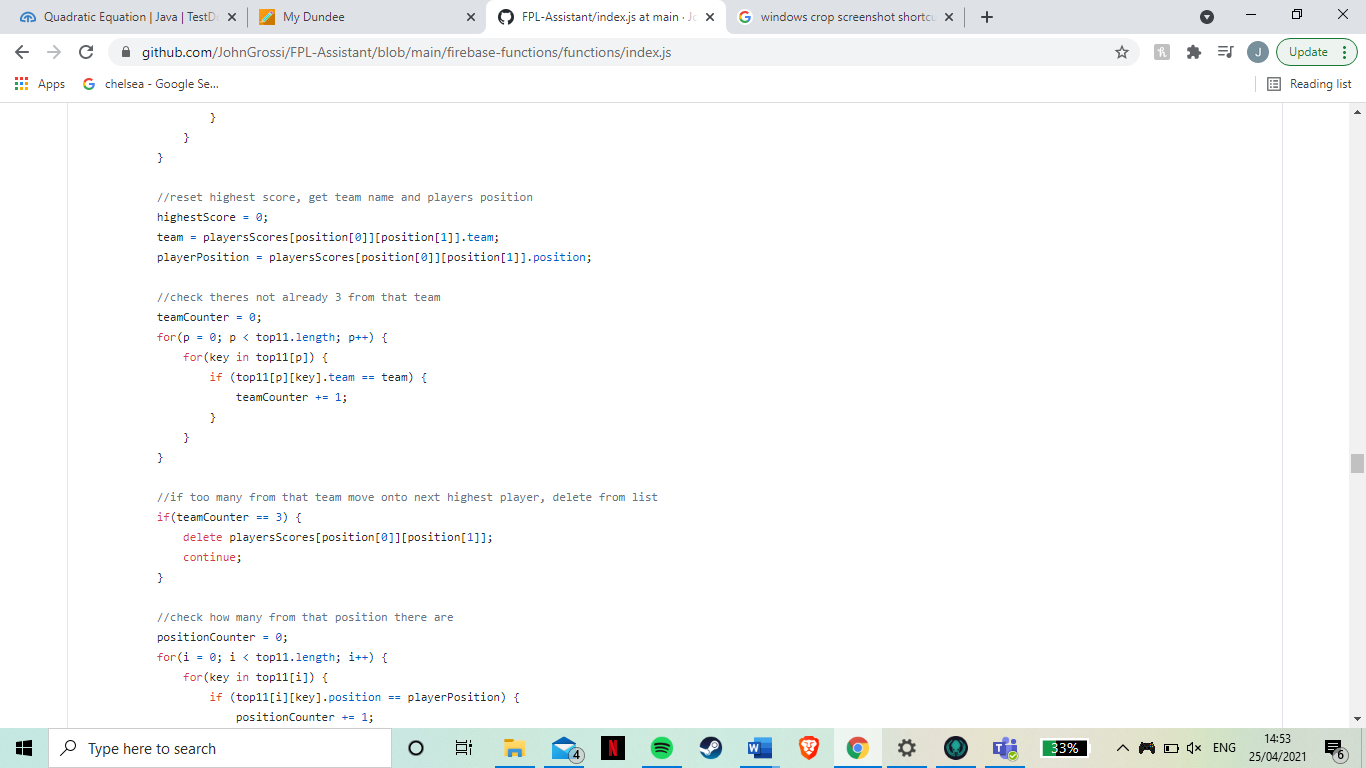 Quadratic Equation | Java | TestD
My Dundee
FPL-Assistant/index.js at main · Jo
windows crop screenshot shortcu
github.com/JohnGrossi/FPL-Assistant/blob/main/firebase-functions/functions/index.js
J
Update
Apps
chelsea - Google Se...
Reading list
}
}
}
//reset highest score, get team name and players position
highestScore = 0;
team = playersScores[position[0]][position[1]].team;
playerPosition = playersScores[position[0]][position[1]].position;
//check theres not already 3 from that team
teamCounter = 0;
for(p = 0; p < top11.length; p++) {
for(key in top11[p]) {
if (top11[p][key].team == team) {
teamCounter += 1;
}
}
}
//if too many from that team move onto next highest player, delete from list
if(teamCounter == 3) {
delete playersScores[position[0]][position[1]];
continue;
}
//check how many from that position there are
positionCounter = 0;
for(i = 0; i < top11.length; i++) {
for(key in top11[i]) {
if (top11[i][key].position == playerPosition) {
positionCounter += 1;
Type here to search
4
33%
ENG
14:53
25/04/2021
6